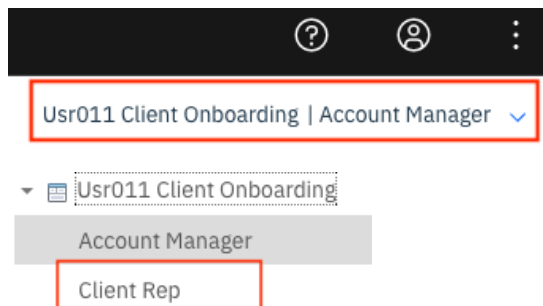 Usr011 Client Onboarding | Account Manager
Usr011 Client Onboarding
Account Manager
Client Rep